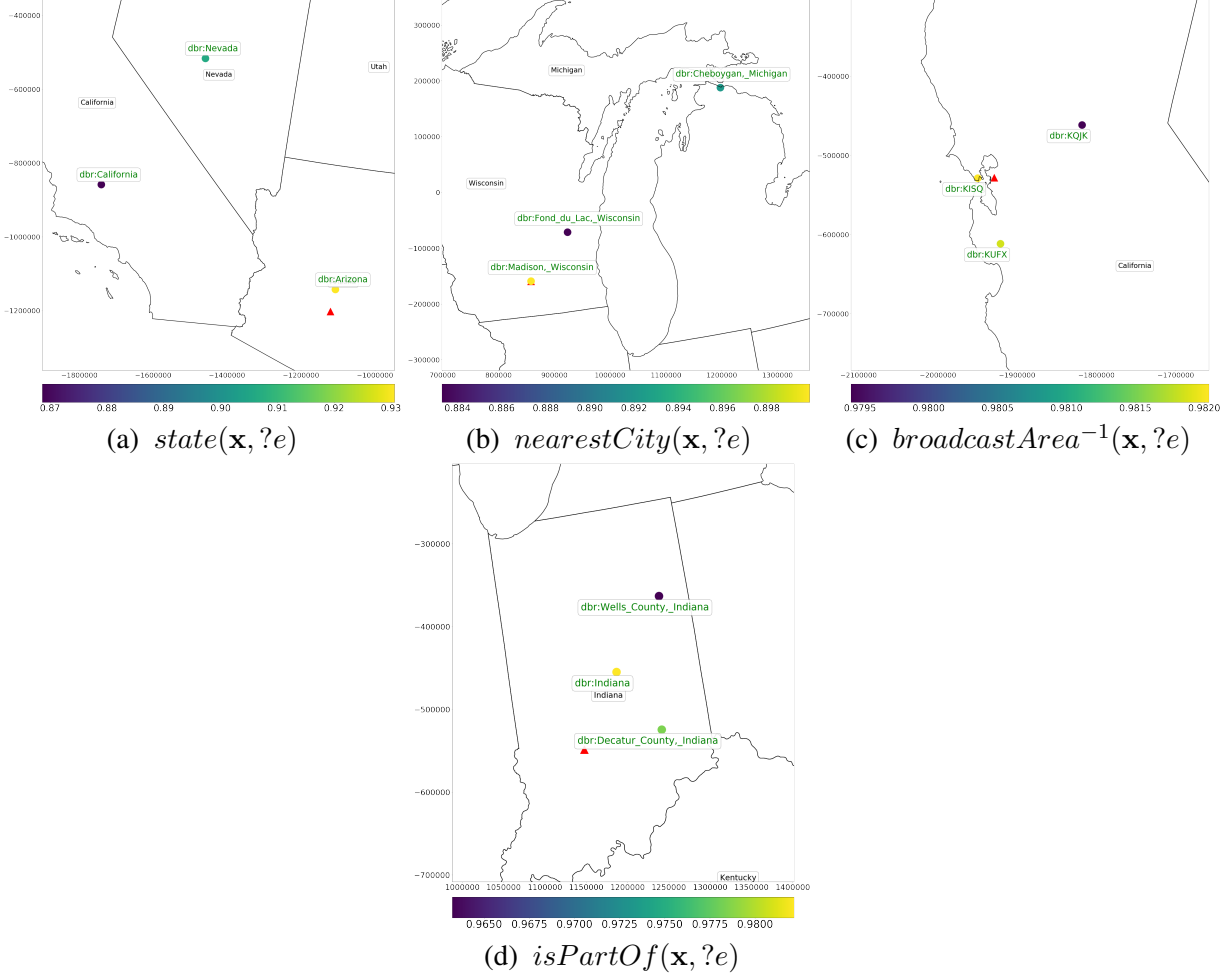 −400000
−600000
−800000
−1000000
−1200000
−1800000 −1600000 −1400000 −1200000 −1000000
dbr:Nevada
Nevada
Utah
California
dbr:California
dbr:Arizona
0.87 0.88 0.89 0.90 0.91 0.92 0.93
(a) state(x, ?e)
300000
200000
100000
0
−100000
−200000
−300000
700000 800000 900000 1000000 1100000 1200000 1300000
Michigan
dbr:Cheboygan,_Michigan
Wisconsin
dbr:Fond_du_Lac,_Wisconsin
dbr:Madison,_Wisconsin
0.884 0.886 0.888 0.890 0.892 0.894 0.896 0.898
(b) nearestCity(x, ?e)
−400000
−500000
−600000
−700000
−2100000 −2000000 −1900000 −1800000 −1700000
dbr:KQJK
dbr:KISQ
dbr:KUFX
California
0.9795 0.9800 0.9805 0.9810 0.9815 0.9820
(c) broadcastArea⁻¹(x, ?e)
−300000
−400000
−500000
−600000
−700000
dbr:Wells_County,_Indiana
dbr:Indiana
Indiana
dbr:Decatur_County,_Indiana
Kentucky
1000000 1050000 1100000 1150000 1200000 1250000 1300000 1350000 1400000
0.9650 0.9675 0.9700 0.9725 0.9750 0.9775 0.9800
(d) isPartOf(x, ?e)